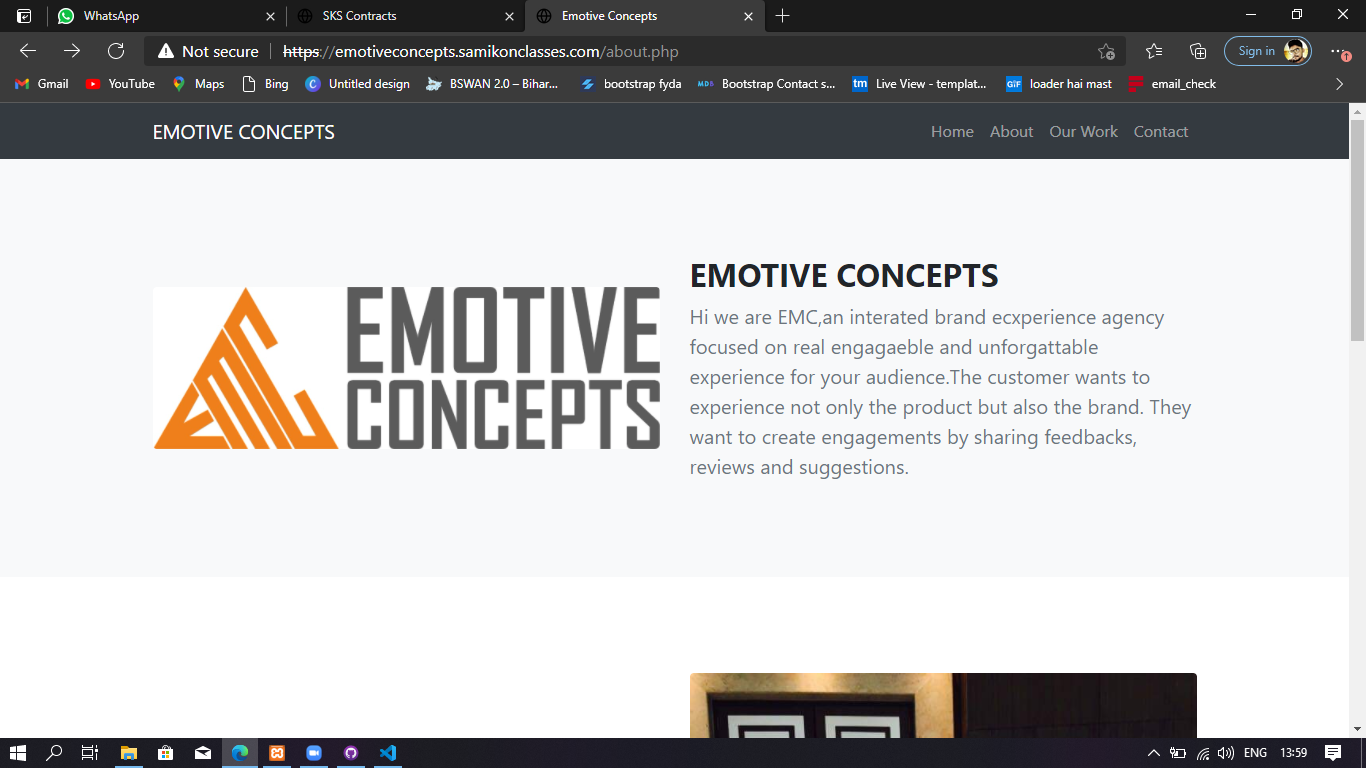 WhatsApp
SKS Contracts
Emotive Concepts
Not secure
https://emotiveconcepts.samikonclasses.com/about.php
Sign in
Gmail
YouTube
Maps
Bing
Untitled design
BSWAN 2.0 – Bihar...
bootstrap fyda
MDB
Bootstrap Contact s...
tm
Live View - templat...
GIF
loader hai mast
email_check
EMOTIVE CONCEPTS
Home
About
Our Work
Contact
EMC
EMOTIVE
CONCEPTS
EMOTIVE CONCEPTS
Hi we are EMC,an interated brand ecxperience agency
focused on real engagaeble and unforgattable
experience for your audience.The customer wants to
experience not only the product but also the brand. They
want to create engagements by sharing feedbacks,
reviews and suggestions.
ENG
13:59